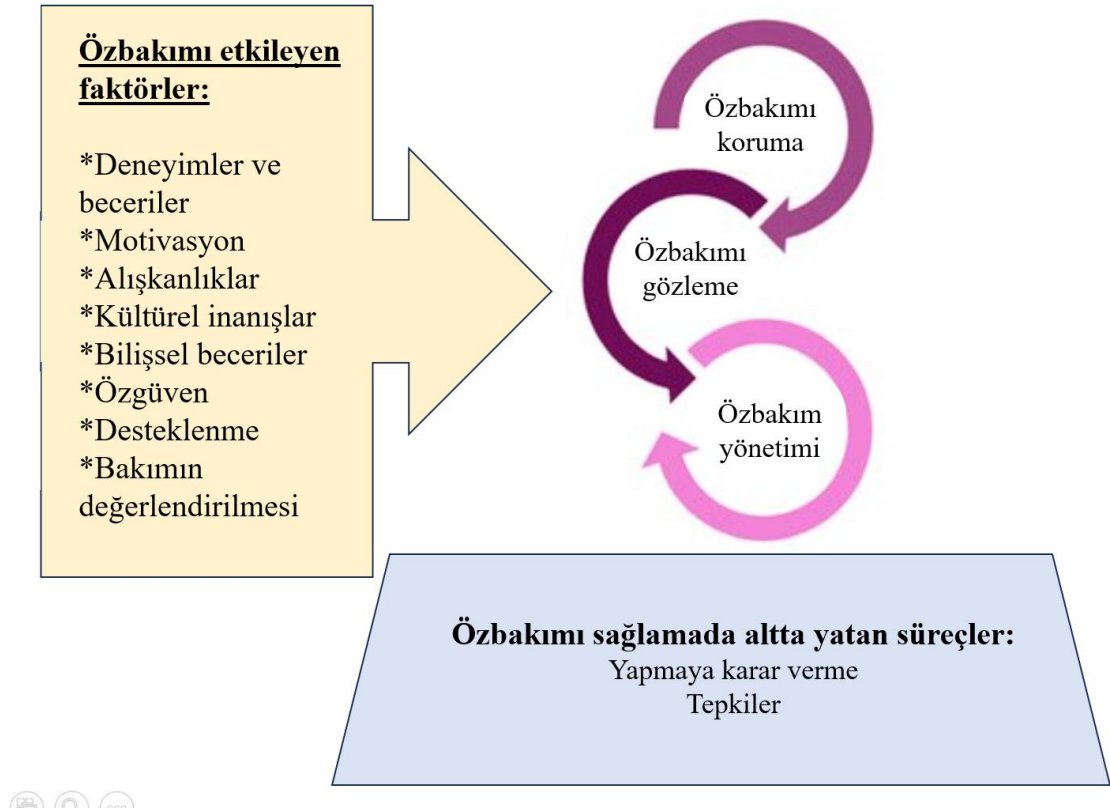 Özbakımı etkileyen
faktörler:
*Deneyimler ve
beceriler
*Motivasyon
*Alışkanlıklar
*Kültürel inanışlar
*Bilişsel beceriler
*Özgüven
*Desteklenme
*Bakımın
değerlendirilmesi
Özbakımı
koruma
Özbakımı
gözleme
Özbakım
yönetimi
Özbakımı sağlamada altta yatan süreçler:
Yapmaya karar verme
Tepkiler